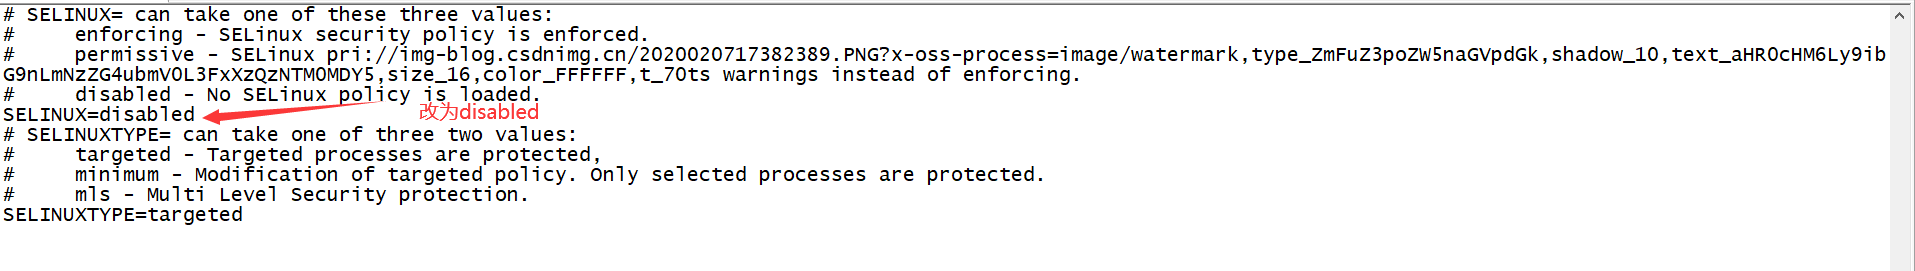 # SELINUX= can take one of these three values:
#     enforcing - SELinux security policy is enforced.
#     permissive - SELinux pri://img-blog.csdnimg.cn/2020020717382389.PNG?x-oss-process=image/watermark,type_ZmFuZ3poZW5naGVpdGk,shadow_10,text_aHR0cHM6Ly9ib
G9nLmNzZG4ubmV0L3FxXzQzNTM0MDY5,size_16,color_FFFFFF,t_70ts warnings instead of enforcing.
#     disabled - No SELinux policy is loaded.
SELINUX=disabled
改为disabled
# SELINUXTYPE= can take one of three two values:
#     targeted - Targeted processes are protected,
#     minimum - Modification of targeted policy. Only selected processes are protected.
#     mls - Multi Level Security protection.
SELINUXTYPE=targeted